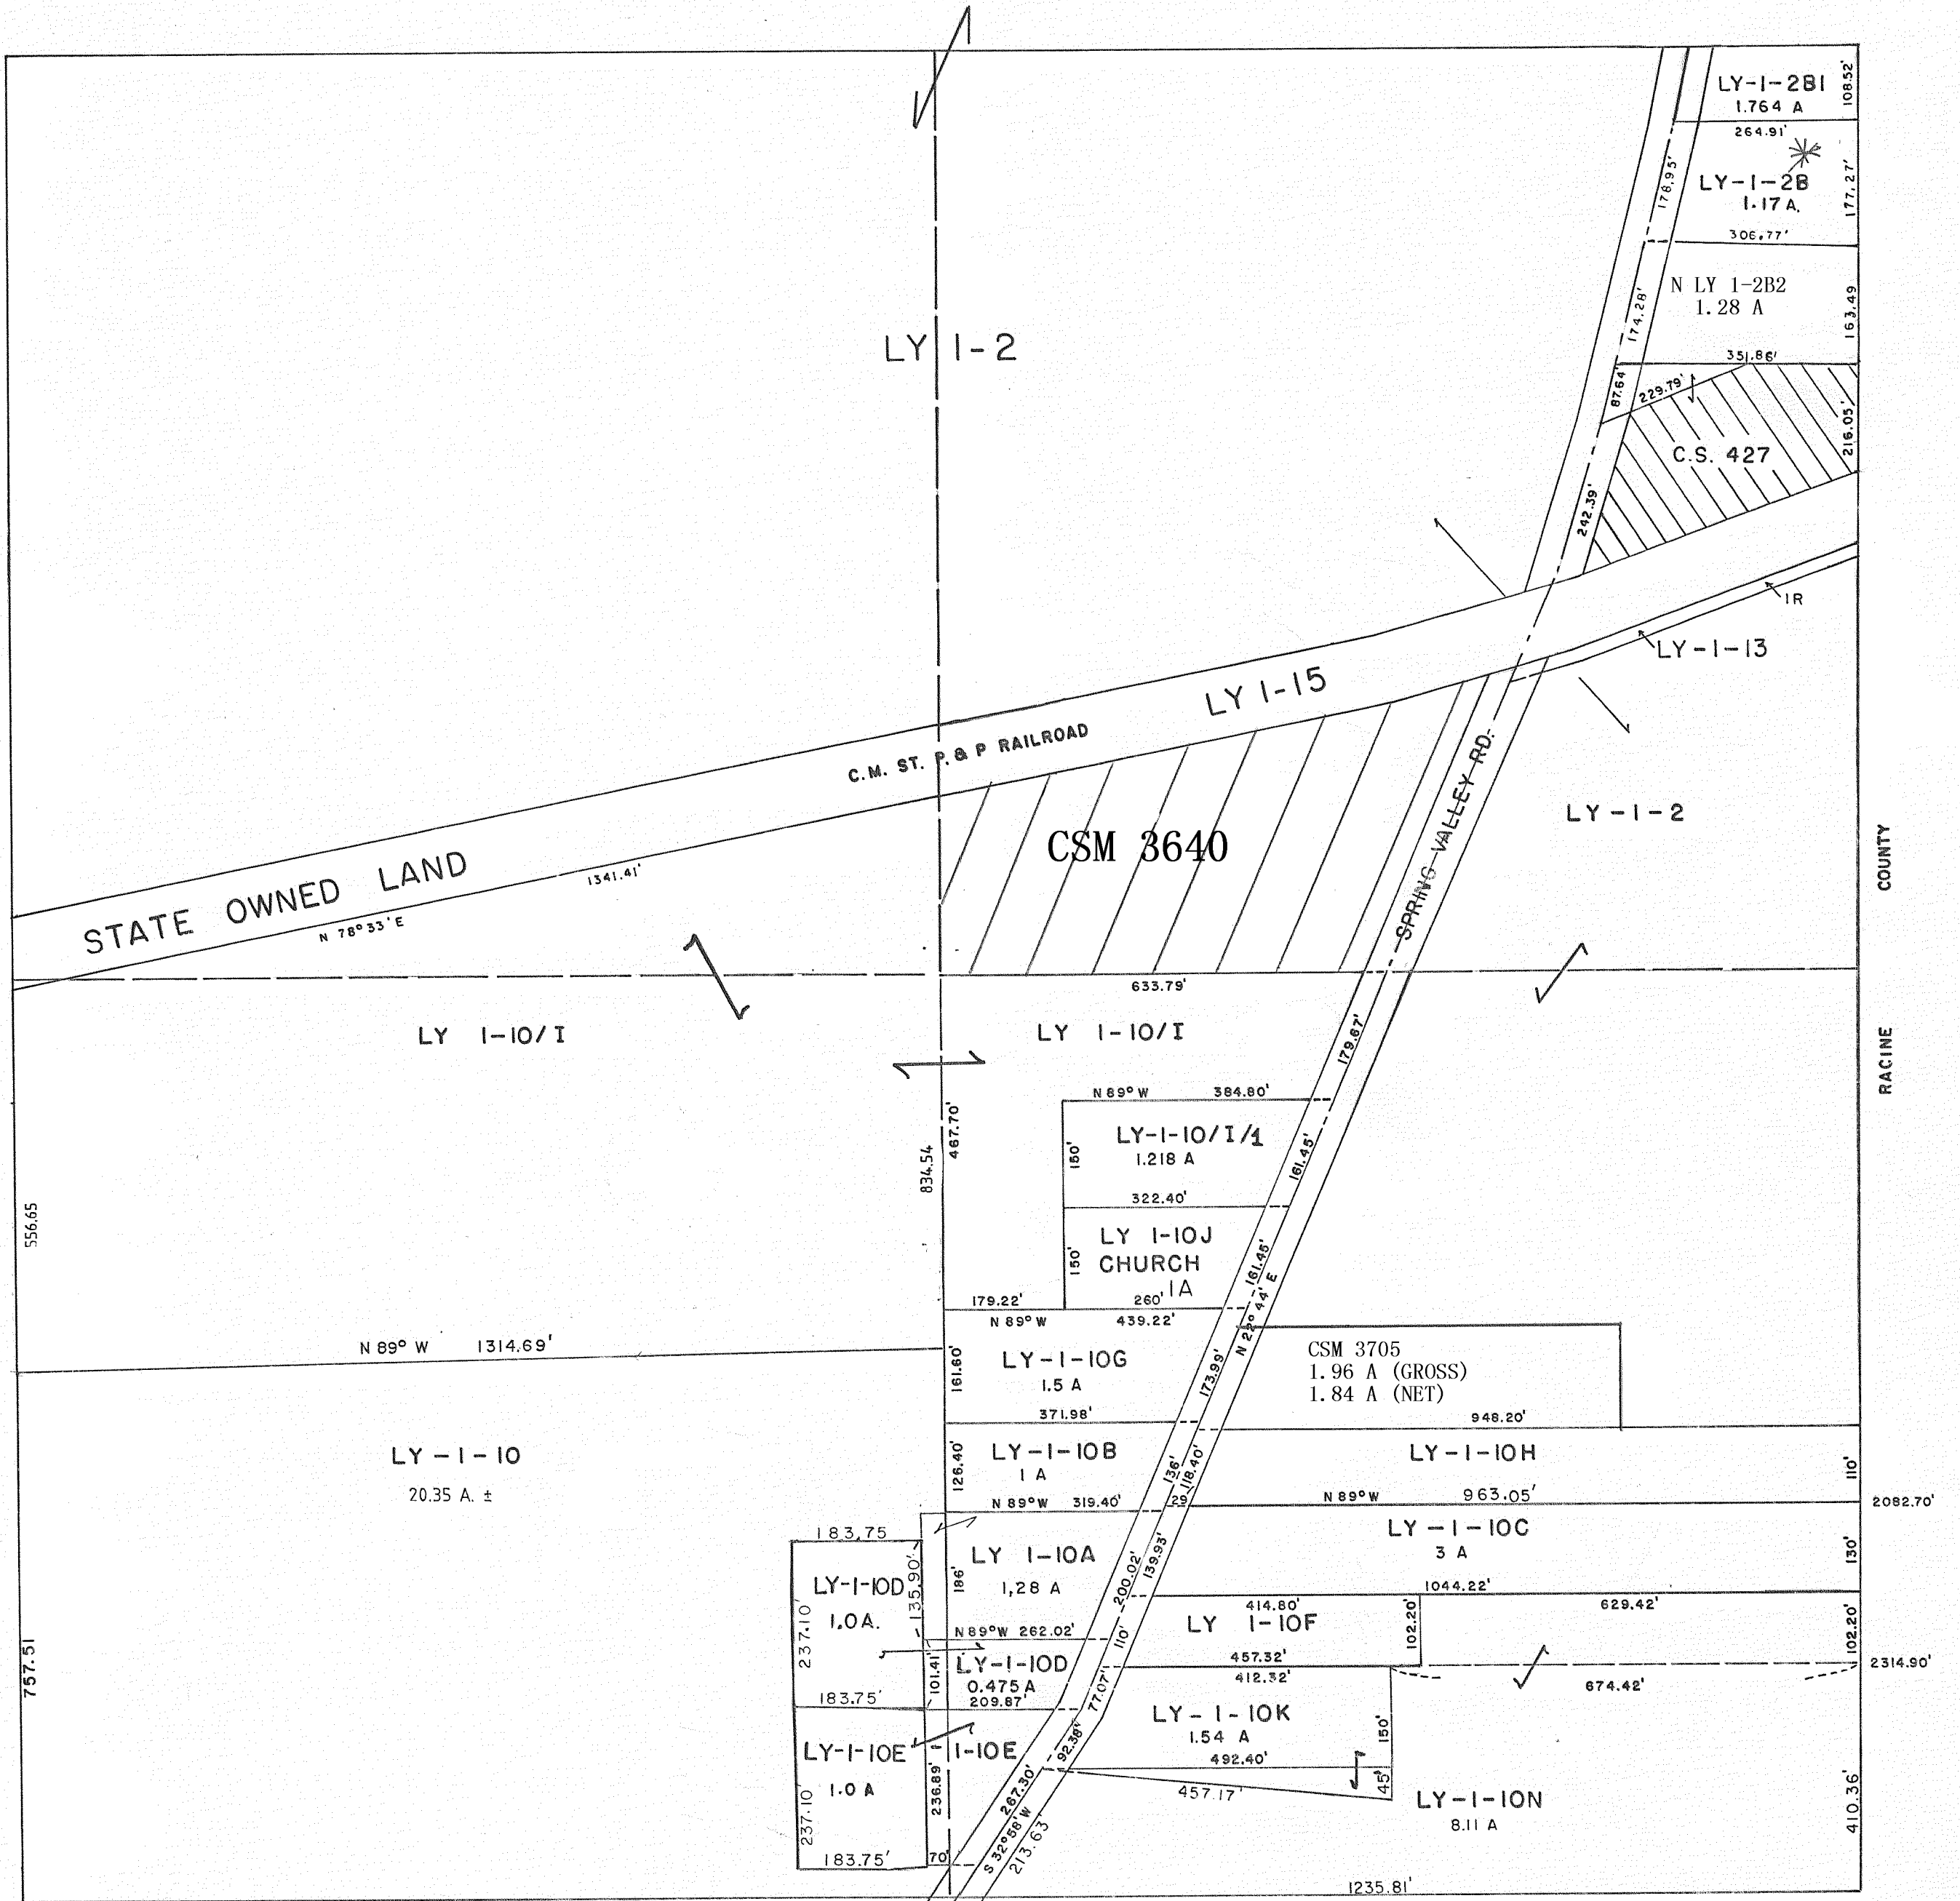 LY-1-2B1
1.764 A
108.52'
264.91'
178.95'
LY-1-2B
1.17 A.
177.27'
306.77'
N LY 1-2B2
1.28 A
174.28'
163.49
LY 1-2
351.86'
87.64'
229.79'
C.S. 427
216.05'
242.39'
1R
LY-1-13
LY 1-15
C.M. ST. P. & P RAILROAD
SPRING VALLEY RD.
LY-1-2
CSM 3640
COUNTY
STATE OWNED LAND
1341.41'
N 78°33'E
633.79'
LY 1-10/I
LY 1-10/I
179.67'
RACINE
N 89° W 384.80'
467.70'
834.54
LY-1-10/I/1
1.218 A
150'
161.45'
322.40'
556.65
LY 1-10J
CHURCH
1A
150'
161.45'
N 22° 44' E
179.22' 260'
N 89° W 439.22'
N 89° W 1314.69'
161.60'
LY-1-10G
1.5 A
173.99'
CSM 3705
1.96 A (GROSS)
1.84 A (NET)
371.98'
948.20'
LY-1-10
20.35 A. ±
126.40'
LY-1-10B
1 A
136'
118.40'
LY-1-10H
110'
N 89° W 319.40'
29
N 89° W 963.05'
2082.70'
183.75
LY-1-10D
1.0 A.
135.90'
237.10'
186'
LY 1-10A
1,28 A
200.02'
139.93'
LY-1-10C
3 A
130'
1044.22'
414.80'
629.42'
N 89° W 262.02'
110'
LY 1-10F
102.20'
102.20'
101.41'
LY-1-10D
0.475 A
209.87'
77.07'
457.32'
412.32'
674.42'
2314.90'
757.51
183.75'
LY-1-10E
1.0 A
237.10'
1-10E
236.89'
92.38'
LY-1-10K
1.54 A
150'
492.40'
457.17'
45'
267.30'
S 32°58'W
213.63'
LY-1-10N
8.11 A
410.36'
183.75'
70'
1235.81'